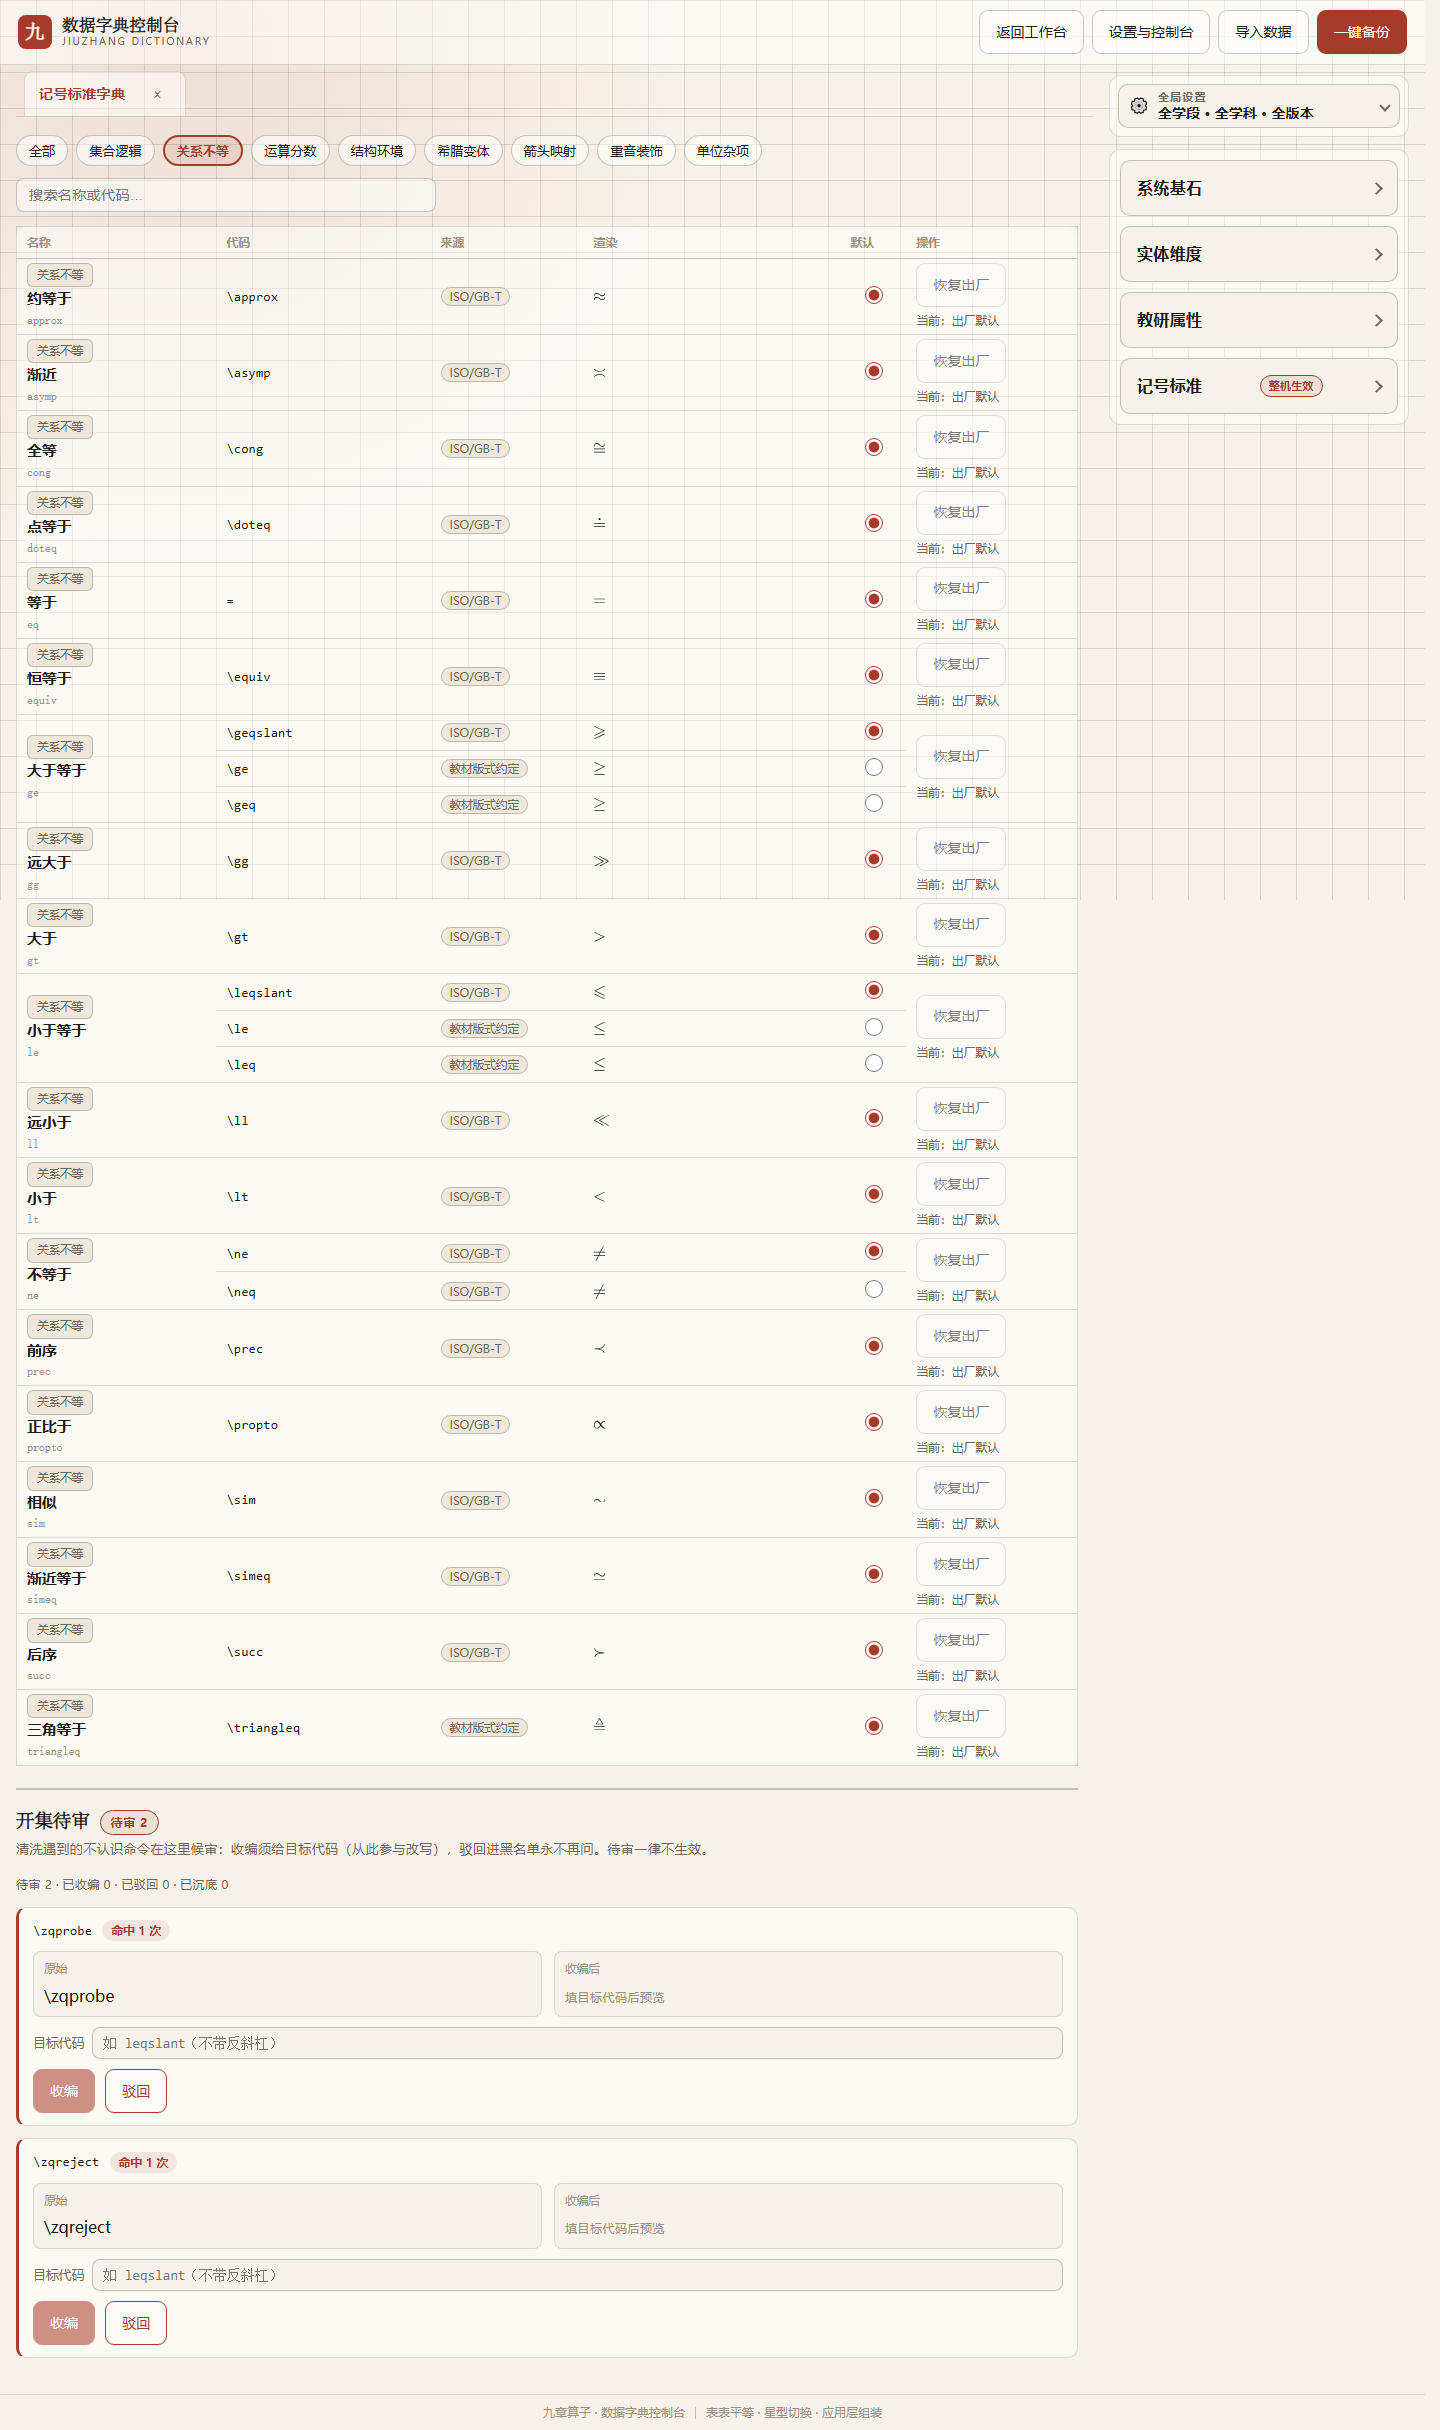 九 数据字典控制台
JIUZHANG DICTIONARY
返回工作台 设置与控制台 导入数据 一键备份
记号标准字典 x
全局设置
全学段 • 全学科 • 全版本
全部 集合逻辑 关系不等 运算分数 结构环境 希腊变体 箭头映射 重音装饰 单位杂项
搜索名称或代码...
系统基石
实体维度
教研属性
记号标准 整机生效
名称 代码 来源 渲染 默认 操作
关系不等
约等于 \approx ISO/GB-T ≈ 恢复出厂
approx 当前：出厂默认
关系不等
渐近 \asymp ISO/GB-T ≍ 恢复出厂
asymp 当前：出厂默认
关系不等
全等 \cong ISO/GB-T ≅ 恢复出厂
cong 当前：出厂默认
关系不等
点等于 \doteq ISO/GB-T ≐ 恢复出厂
doteq 当前：出厂默认
关系不等
等于 = ISO/GB-T = 恢复出厂
eq 当前：出厂默认
关系不等
恒等于 \equiv ISO/GB-T ≡ 恢复出厂
equiv 当前：出厂默认
\geqslant ISO/GB-T ⩾
关系不等 恢复出厂
大于等于 \ge 教材版式约定 ≥
ge 当前：出厂默认
\geq 教材版式约定 ≥
关系不等
远大于 \gg ISO/GB-T ≫ 恢复出厂
gg 当前：出厂默认
关系不等
大于 \gt ISO/GB-T > 恢复出厂
gt 当前：出厂默认
\leqslant ISO/GB-T ⩽
关系不等 恢复出厂
小于等于 \le 教材版式约定 ≤
le 当前：出厂默认
\leq 教材版式约定 ≤
关系不等
远小于 \ll ISO/GB-T ≪ 恢复出厂
ll 当前：出厂默认
关系不等
小于 \lt ISO/GB-T < 恢复出厂
lt 当前：出厂默认
关系不等 \ne ISO/GB-T ≠ 恢复出厂
不等于
ne \neq ISO/GB-T ≠ 当前：出厂默认
关系不等
前序 \prec ISO/GB-T ≺ 恢复出厂
prec 当前：出厂默认
关系不等
正比于 \propto ISO/GB-T ∝ 恢复出厂
propto 当前：出厂默认
关系不等
相似 \sim ISO/GB-T ∼ 恢复出厂
sim 当前：出厂默认
关系不等
渐近等于 \simeq ISO/GB-T ≃ 恢复出厂
simeq 当前：出厂默认
关系不等
后序 \succ ISO/GB-T ≻ 恢复出厂
succ 当前：出厂默认
关系不等
三角等于 \triangleq 教材版式约定 ≜ 恢复出厂
triangleq 当前：出厂默认
开集待审 待审 2
清洗遇到的不认识命令在这里候审：收编须给目标代码（从此参与改写），驳回进黑名单永不再问。待审一律不生效。
待审 2 · 已收编 0 · 已驳回 0 · 已沉底 0
\zqprobe 命中 1 次
原始 收编后
\zqprobe 填目标代码后预览
目标代码 如 leqslant（不带反斜杠）
收编 驳回
\zqreject 命中 1 次
原始 收编后
\zqreject 填目标代码后预览
目标代码 如 leqslant（不带反斜杠）
收编 驳回
九章算子 · 数据字典控制台 | 表表平等 · 星型切换 · 应用层组装